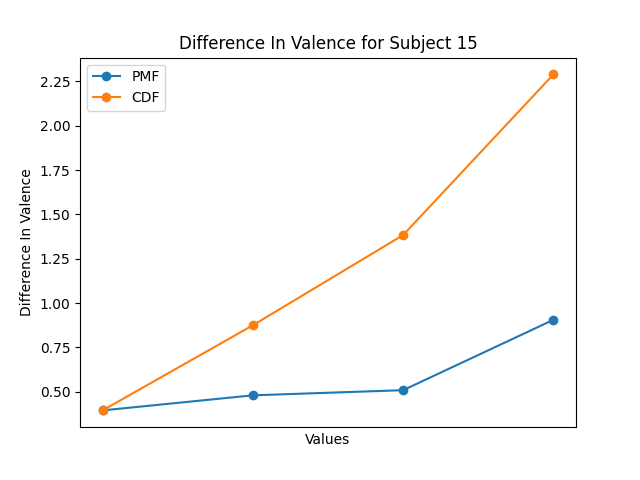 Difference In Valence for Subject 15
PMF
CDF
2.25
2.00
1.75
1.50
1.25
1.00
0.75
0.50
Difference In Valence
Values